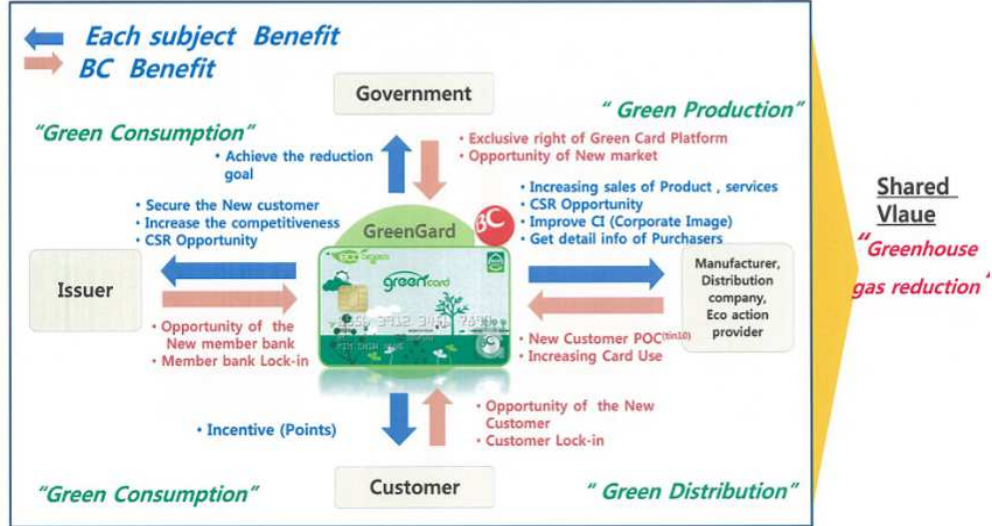 Each subject Benefit
BC Benefit
Government
“Green Consumption”
“ Green Production”
• Achieve the reduction
goal
• Exclusive right of Green Card Platform
• Opportunity of New market
• Secure the New customer
• Increase the competitiveness
• CSR Opportunity
• Increasing sales of Product , services
• CSR Opportunity
• Improve CI (Corporate Image)
• Get detail info of Purchasers
GreenGard
BC
greencard
Issuer
Manufacturer,
Distribution
company,
Eco action
provider
• Opportunity of the
New member bank
• Member bank Lock-in
• New Customer POC(tin10)
• Increasing Card Use
• Incentive (Points)
• Opportunity of the New
Customer
• Customer Lock-in
Customer
“Green Consumption”
“ Green Distribution”
Shared
Vlaue
“Greenhouse
gas reduction”